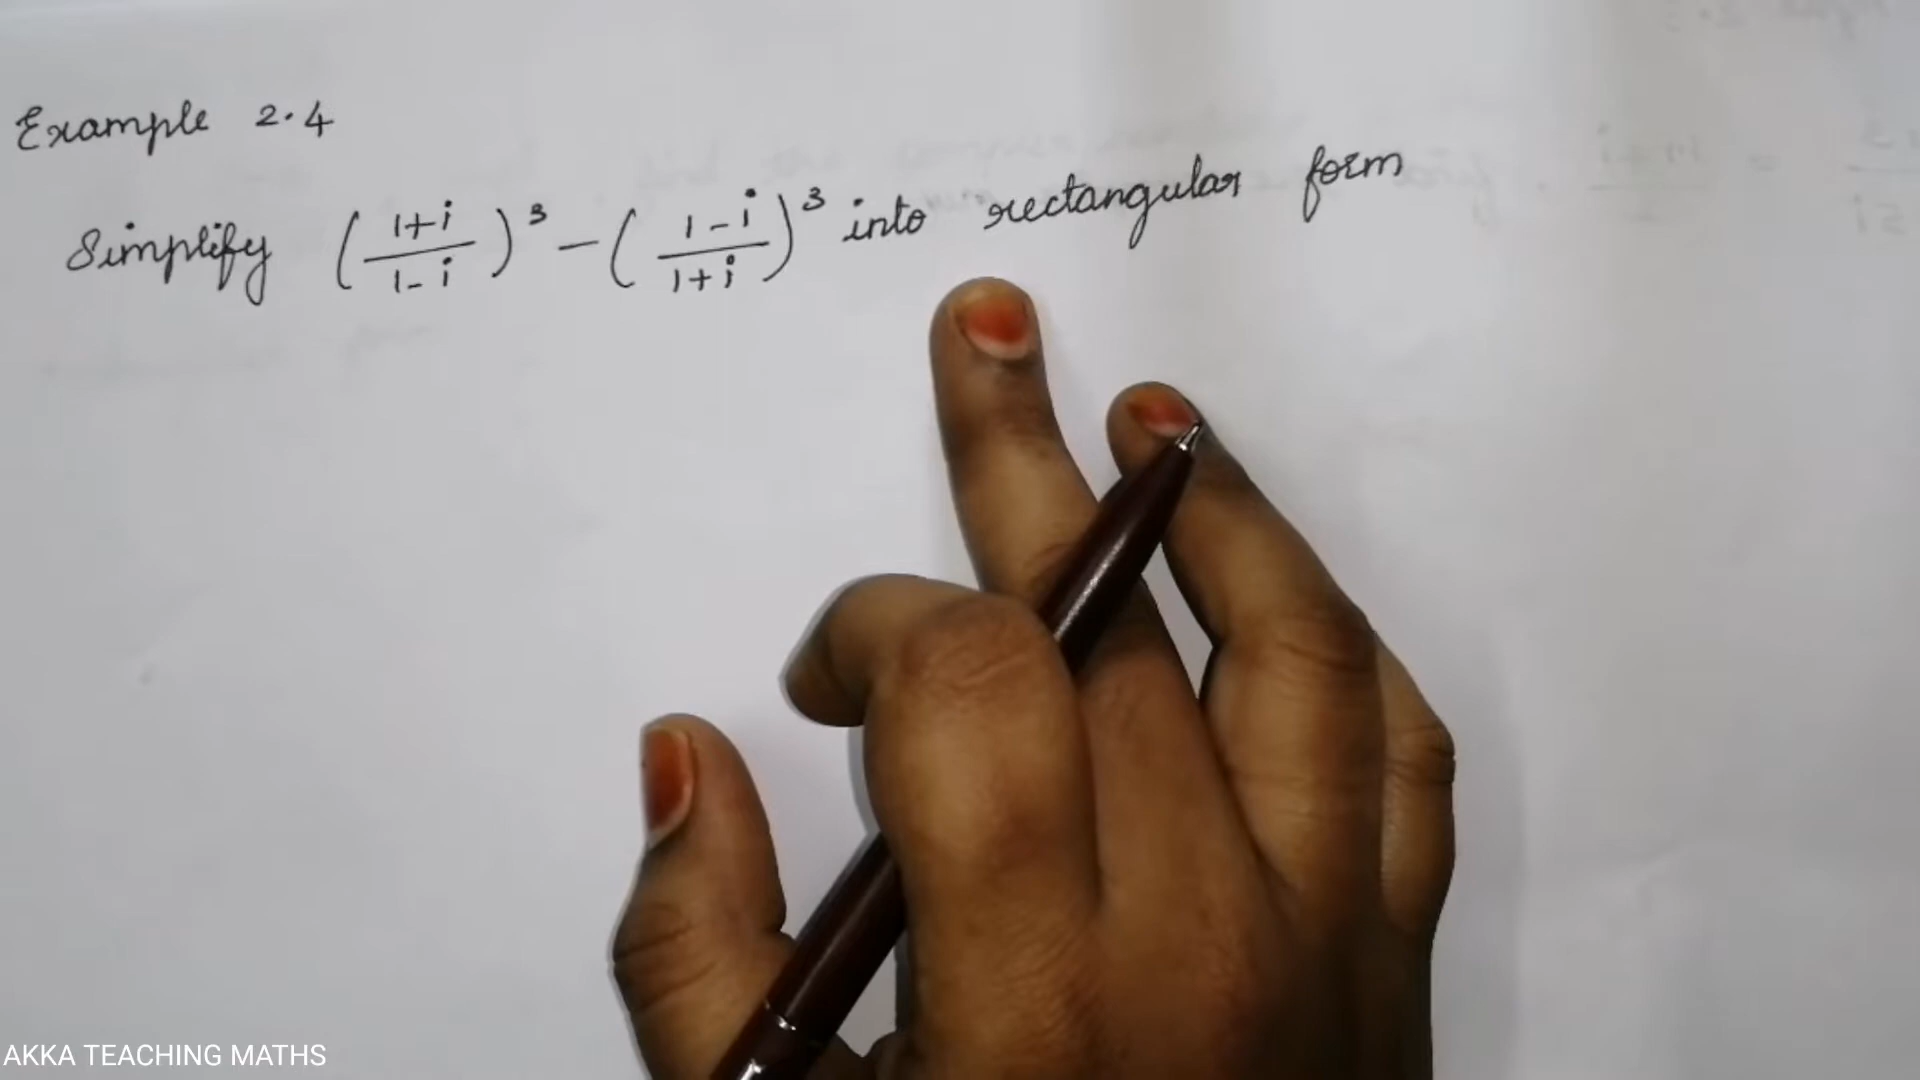 Example 2.4
Simplify (1+i/1-i)³ - (1-i/1+i)³ into rectangular form
AKKA TEACHING MATHS